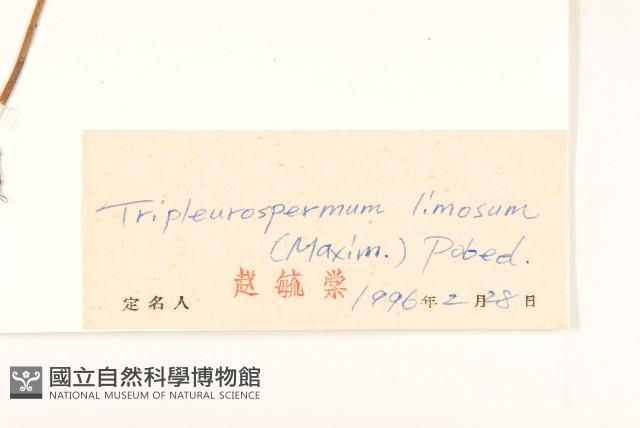 Tripleurospermum limosum
(Maxim.) Pobed.
定名人 赵毓棠 1996年2月28日
國立自然科學博物館
NATIONAL MUSEUM OF NATURAL SCIENCE